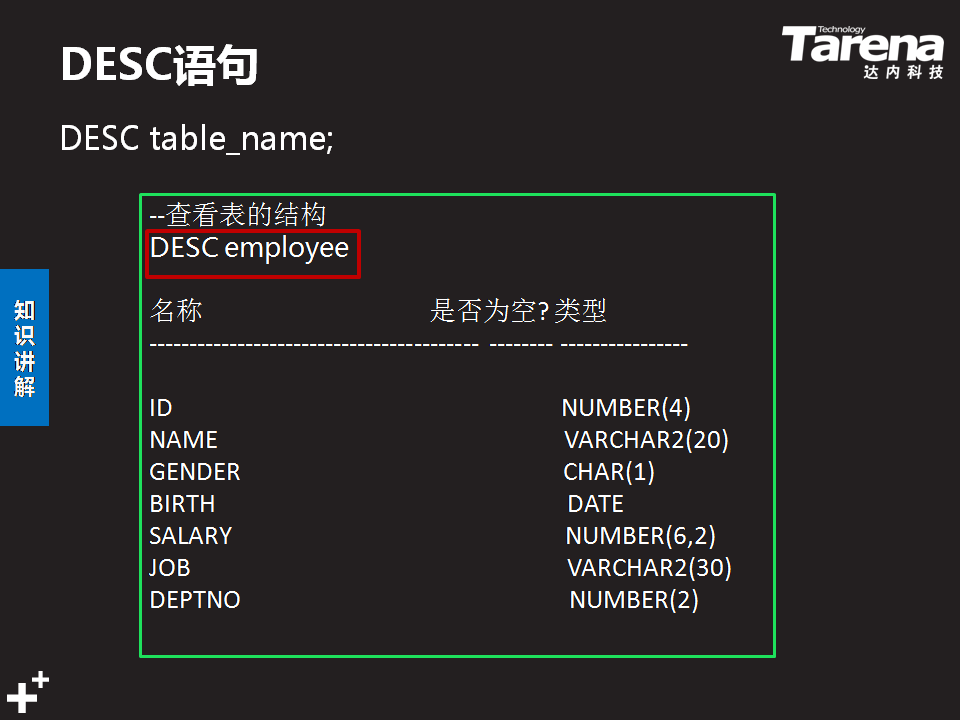 DESC语句
Technology
Tarena
达内科技
DESC table_name;
--查看表的结构
DESC employee
名称 是否为空? 类型
----------------------------------------- -------- ----------------
ID NUMBER(4)
NAME VARCHAR2(20)
GENDER CHAR(1)
BIRTH DATE
SALARY NUMBER(6,2)
JOB VARCHAR2(30)
DEPTNO NUMBER(2)
知识讲解